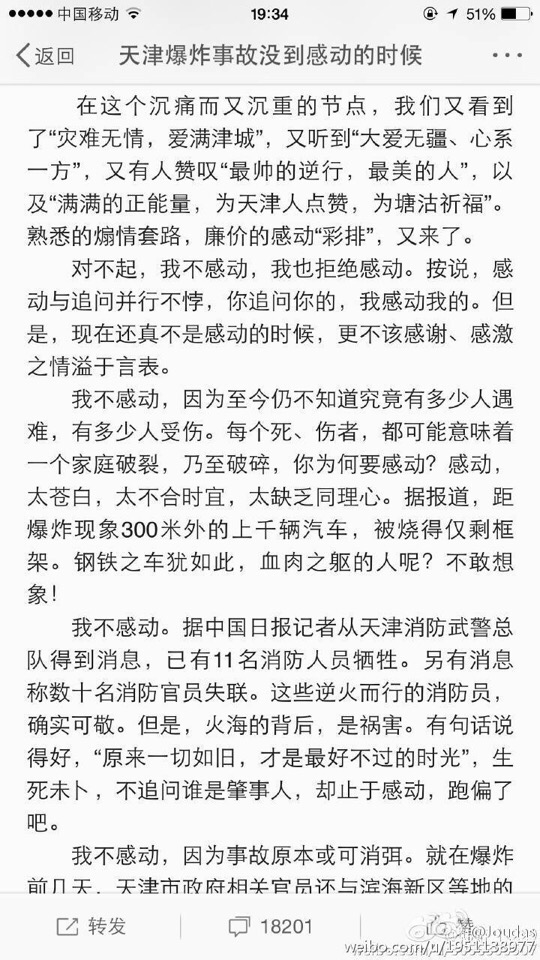 中国移动
19:34
51%
返回
天津爆炸事故没到感动的时候
在这个沉痛而又沉重的节点，我们又看到
了“灾难无情，爱满津城”，又听到“大爱无疆、心系
一方”，又有人赞叹“最帅的逆行，最美的人”，以
及“满满的正能量，为天津人点赞，为塘沽祈福”。
熟悉的煽情套路，廉价的感动“彩排”，又来了。
对不起，我不感动，我也拒绝感动。按说，感
动与追问并行不悖，你追问你的，我感动我的。但
是，现在还真不是感动的时候，更不该感谢、感激
之情溢于言表。
我不感动，因为至今仍不知道究竟有多少人遇
难，有多少人受伤。每个死、伤者，都可能意味着
一个家庭破裂，乃至破碎，你为何要感动？感动，
太苍白，太不合时宜，太缺乏同理心。据报道，距
爆炸现象300米外的上千辆汽车，被烧得仅剩框
架。钢铁之车犹如此，血肉之躯的人呢？不敢想
象！
我不感动。据中国日报记者从天津消防武警总
队得到消息，已有11名消防人员牺牲。另有消息
称数十名消防官员失联。这些逆火而行的消防员，
确实可敬。但是，火海的背后，是祸害。有句话说
得好，“原来一切如旧，才是最好不过的时光”，生
死未卜，不追问谁是肇事人，却止于感动，跑偏了
吧。
我不感动，因为事故原本或可消弭。就在爆炸
前几天，天津市政府相关官员还与滨海新区等地的
转发
18201
赞
@Joudas
weibo.com/u/1951188977